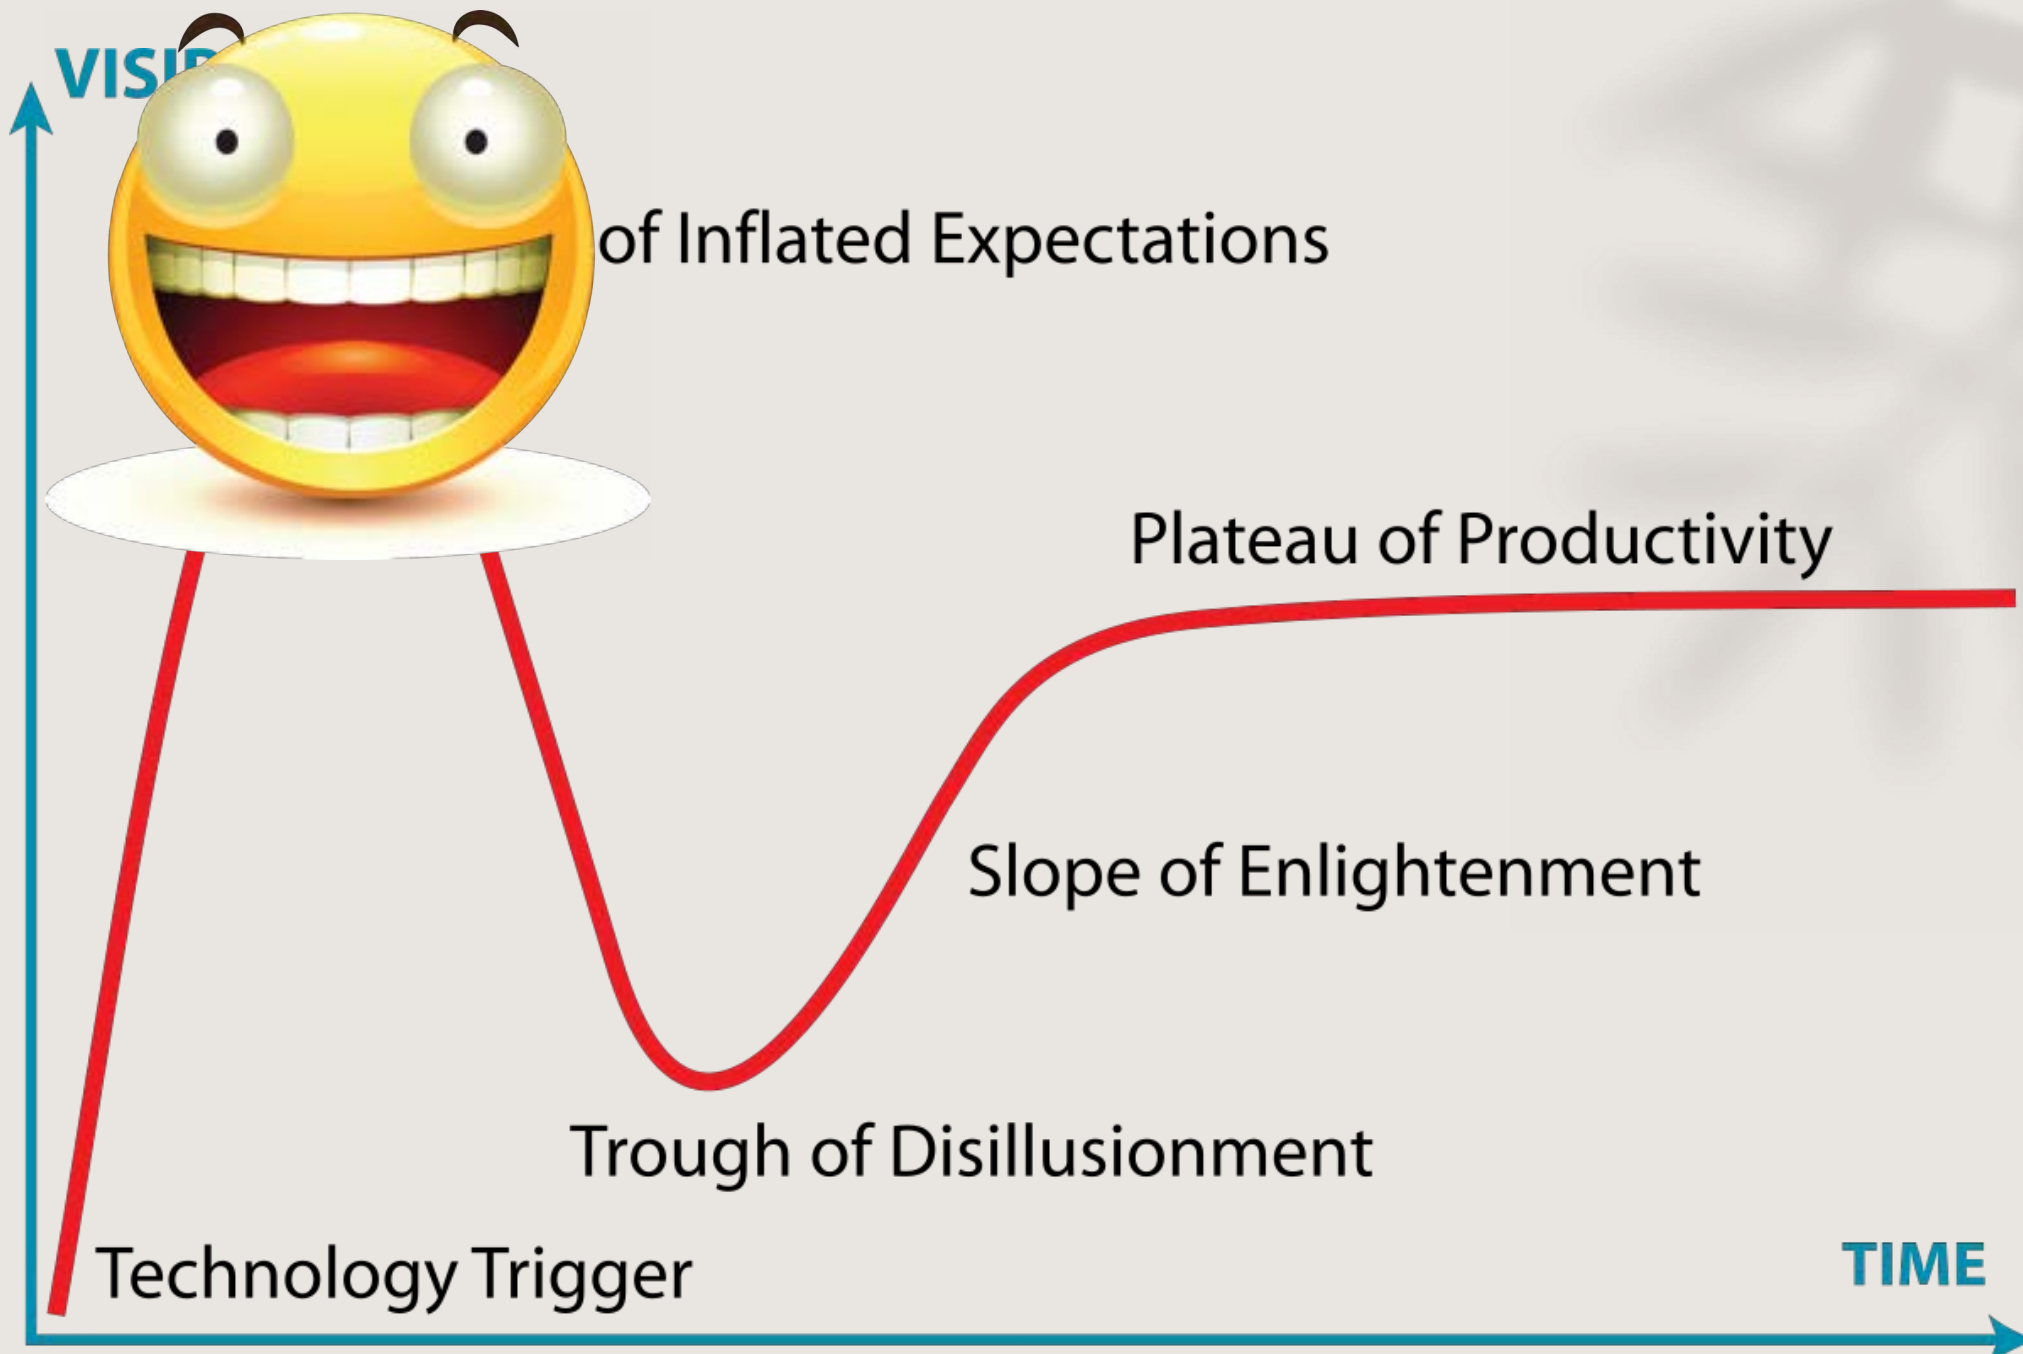 VISI
of Inflated Expectations
Plateau of Productivity
Slope of Enlightenment
Trough of Disillusionment
Technology Trigger
TIME